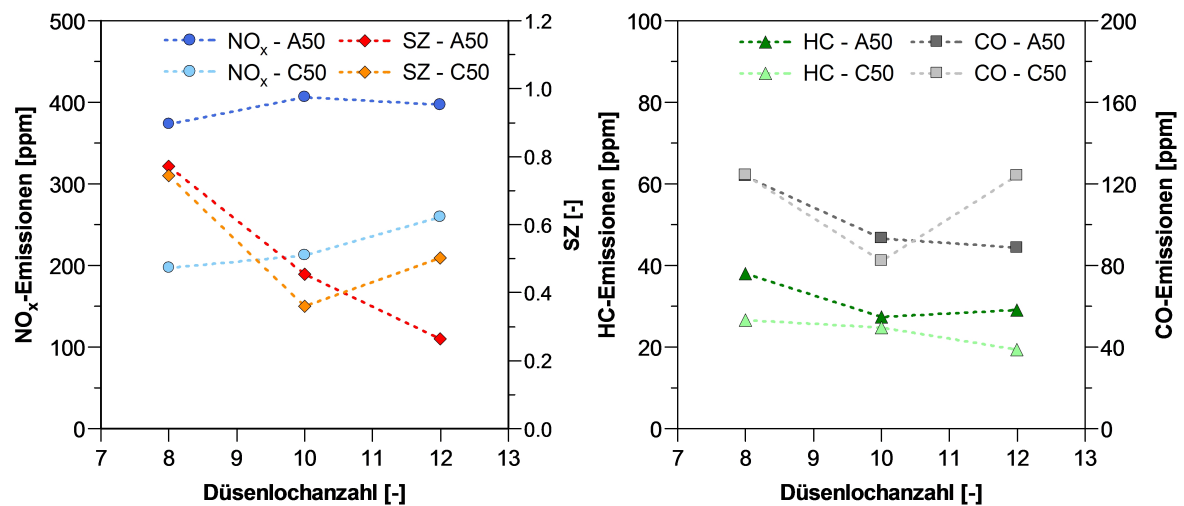 500
400
300
200
100
0
NOx-Emissionen [ppm]
NOx - A50
SZ - A50
NOx - C50
SZ - C50
1.2
1.0
0.8
0.6
0.4
0.2
0.0
SZ [-]
7 8 9 10 11 12 13
Düsenlochanzahl [-]
100
80
60
40
20
0
HC-Emissionen [ppm]
HC - A50
CO - A50
HC - C50
CO - C50
200
160
120
80
40
0
CO-Emissionen [ppm]
7 8 9 10 11 12 13
Düsenlochanzahl [-]